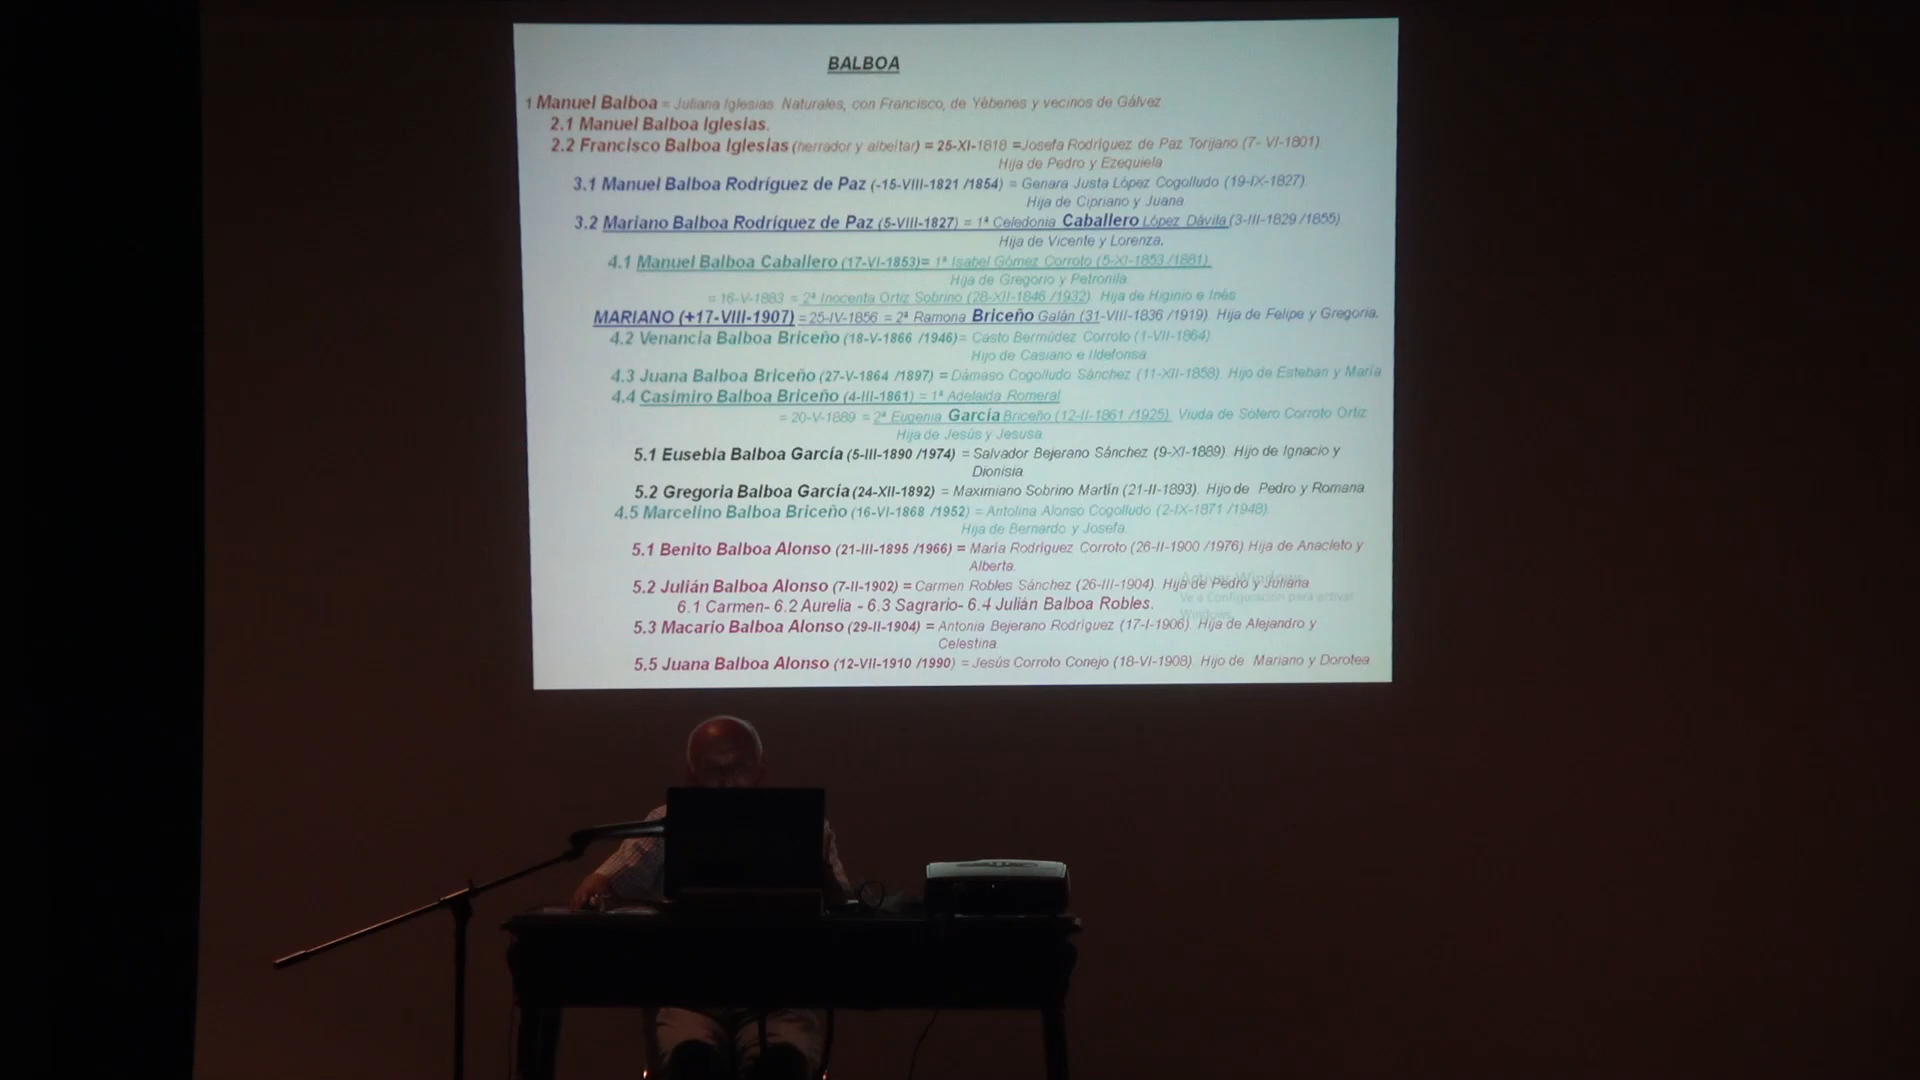 BALBOA
1 Manuel Balboa = Juliana Iglesias. Naturales, con Francisco, de Yébenes y vecinos de Gálvez
2.1 Manuel Balboa Iglesias.
2.2 Francisco Balboa Iglesias (herrador y albeitar) = 25-XI-1818 =Josefa Rodríguez de Paz Torijano (7- VI-1801)
Hija de Pedro y Ezequiela
3.1 Manuel Balboa Rodríguez de Paz (-15-VIII-1821 /1854) = Genara Justa López Cogolludo (19-IX-1827).
Hija de Cipriano y Juana
3.2 Mariano Balboa Rodríguez de Paz (5-VIII-1827) = 1ª Celedonia Caballero López Dávila (3-III-1829 /1855)
Hija de Vicente y Lorenza.
4.1 Manuel Balboa Caballero (17-VI-1853)= 1ª Isabel Gómez Corroto (5-XI-1853 /1881).
Hija de Gregorio y Petronila.
= 16-V-1883 = 2ª Inocenta Ortiz Sobrino (28-XII-1846 /1932). Hija de Higinio e Inés
MARIANO (+17-VIII-1907) = 25-IV-1856 = 2ª Ramona Briceño Galán (31-VIII-1836 /1919). Hija de Felipe y Gregoria.
4.2 Venancia Balboa Briceño (18-V-1866 /1946)= Casto Bermúdez Corroto (1-VII-1864)
Hijo de Casiano e Ildefonsa
4.3 Juana Balboa Briceño (27-V-1864 /1897) = Dámaso Cogolludo Sánchez (11-XII-1858). Hijo de Esteban y María
4.4 Casimiro Balboa Briceño (4-III-1861) = 1ª Adelaida Romeral
= 20-V-1889 = 2ª Eugenia García Briceño (12-II-1861 /1925). Viuda de Sotero Corroto Ortiz
Hija de Jesús y Jesusa
5.1 Eusebia Balboa García (5-III-1890 /1974) = Salvador Bejerano Sánchez (9-XI-1889). Hijo de Ignacio y
Dionisia
5.2 Gregoria Balboa García (24-XII-1892) = Maximiano Sobrino Martín (21-II-1893). Hijo de Pedro y Romana
4.5 Marcelino Balboa Briceño (16-VI-1868 /1952) = Antolina Alonso Cogolludo (2-IX-1871 /1948).
Hija de Bernardo y Josefa.
5.1 Benito Balboa Alonso (21-III-1895 /1966) = María Rodríguez Corroto (26-II-1900 /1976) Hija de Anacleto y
Alberta.
5.2 Julián Balboa Alonso (7-II-1902) = Carmen Robles Sánchez (26-III-1904). Hija de Pedro y Juliana
Activar Windows
Ve a Configuración para activar
Windows.
6.1 Carmen- 6.2 Aurelia - 6.3 Sagrario- 6.4 Julián Balboa Robles.
5.3 Macario Balboa Alonso (29-II-1904) = Antonia Bejerano Rodríguez (17-I-1906) Hija de Alejandro y
Celestina
5.5 Juana Balboa Alonso (12-VII-1910 /1990) = Jesús Corroto Conejo (18-VI-1908). Hijo de Mariano y Dorotea